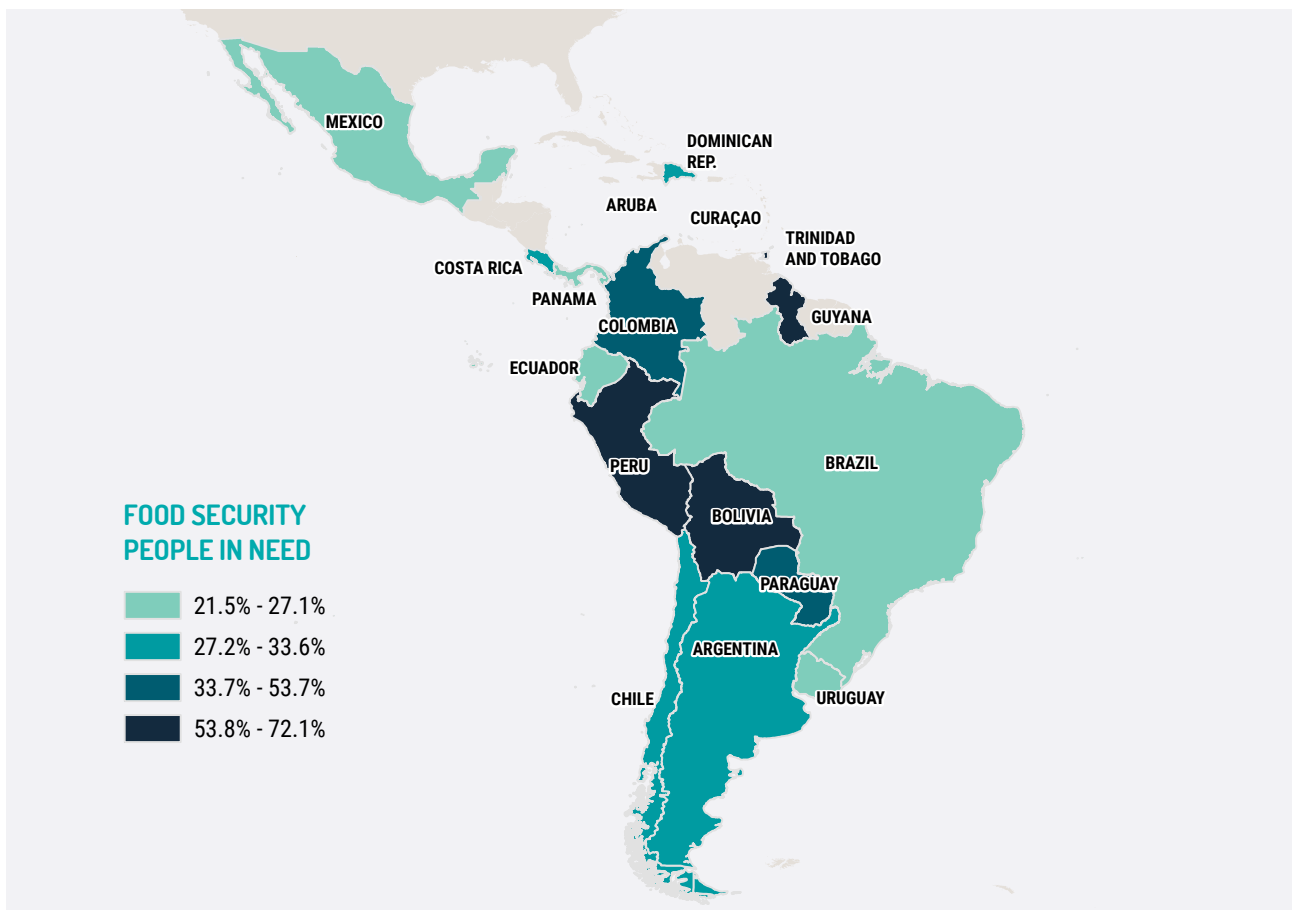 MEXICO
DOMINICAN
REP.
ARUBA
CURAÇAO
TRINIDAD
AND TOBAGO
COSTA RICA
PANAMA
GUYANA
COLOMBIA
ECUADOR
BRAZIL
PERU
BOLIVIA
PARAGUAY
ARGENTINA
CHILE
URUGUAY
FOOD SECURITY
PEOPLE IN NEED
21.5% - 27.1%
27.2% - 33.6%
33.7% - 53.7%
53.8% - 72.1%